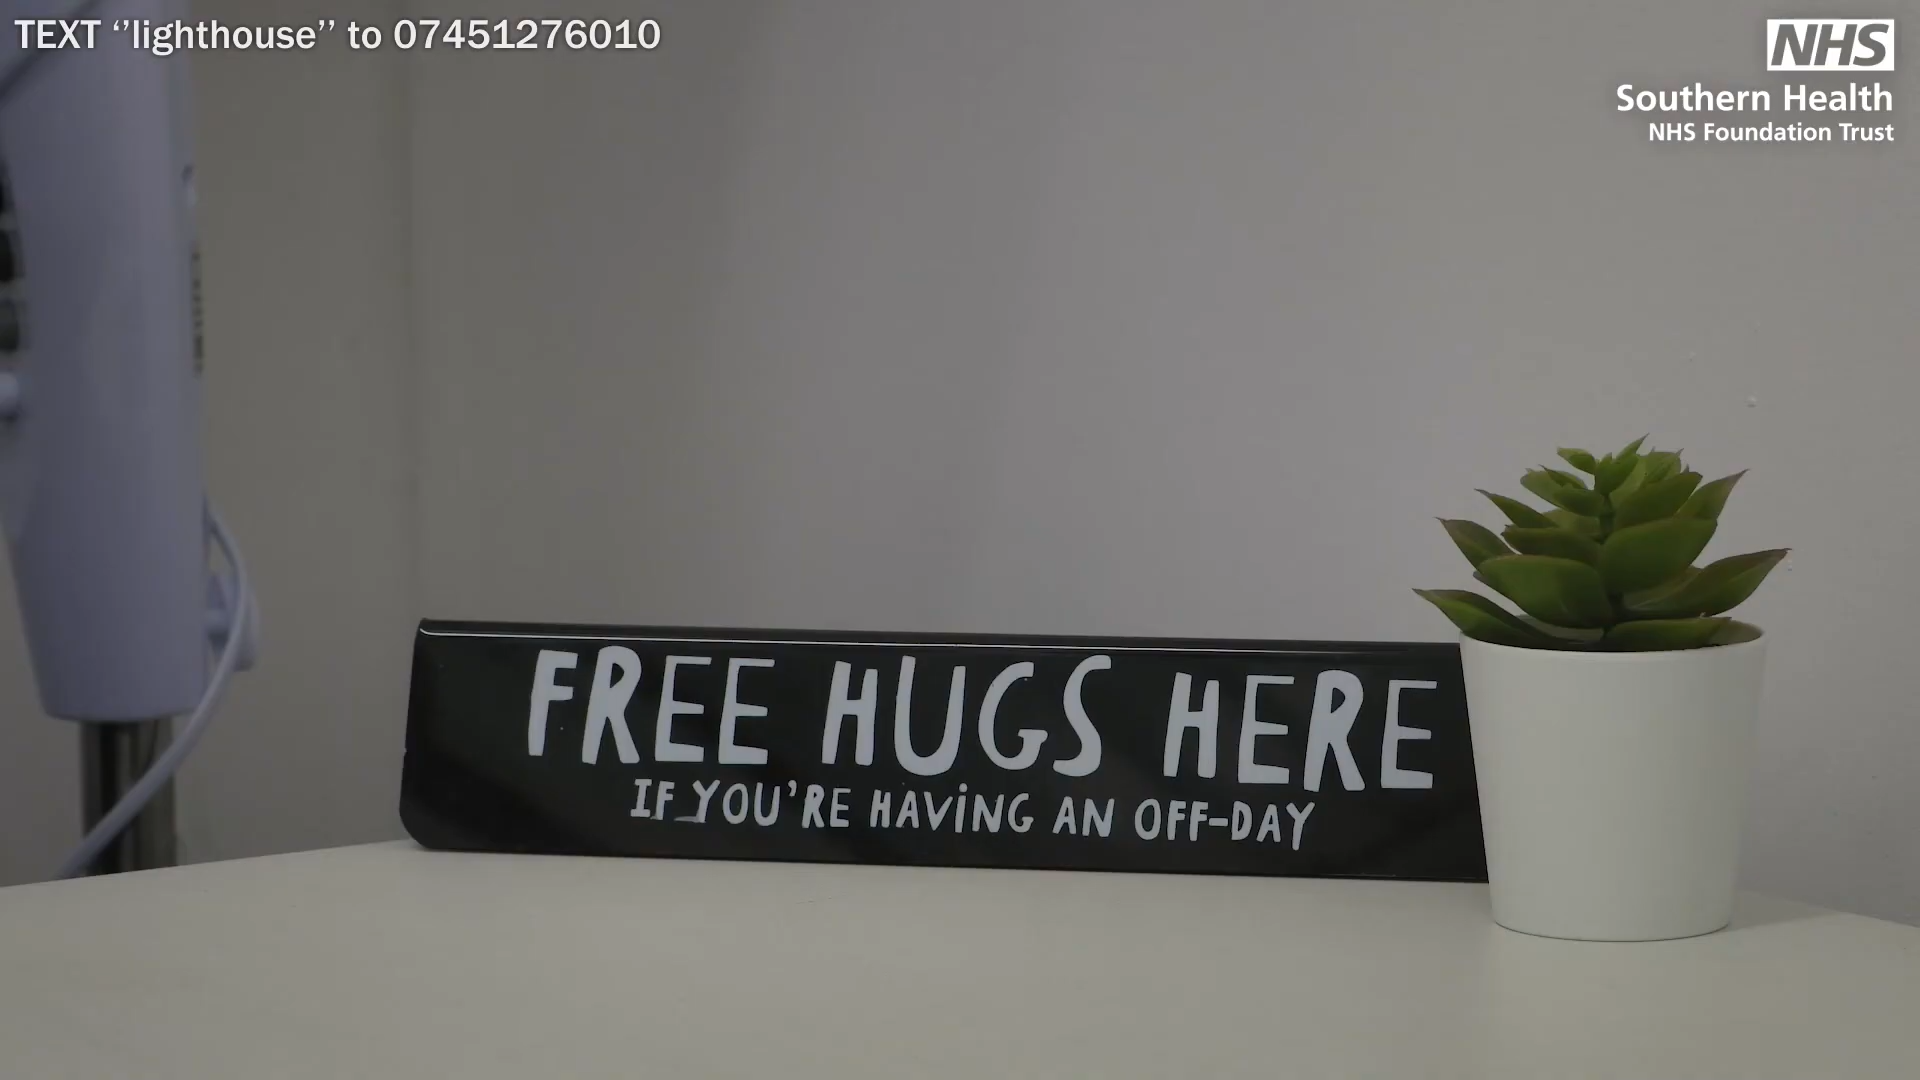 TEXT ‘’lighthouse’’ to 07451276010
NHS
Southern Health
NHS Foundation Trust
FREE HUGS HERE
IF YOU'RE HAVING AN OFF-DAY